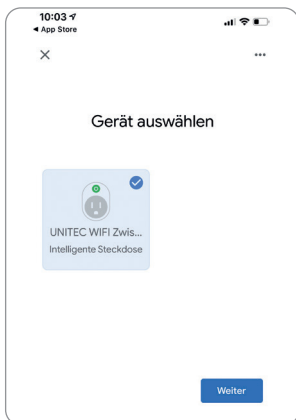 10:03
◀ App Store
Gerät auswählen
UNITEC WIFI Zwis...
Intelligente Steckdose
Weiter